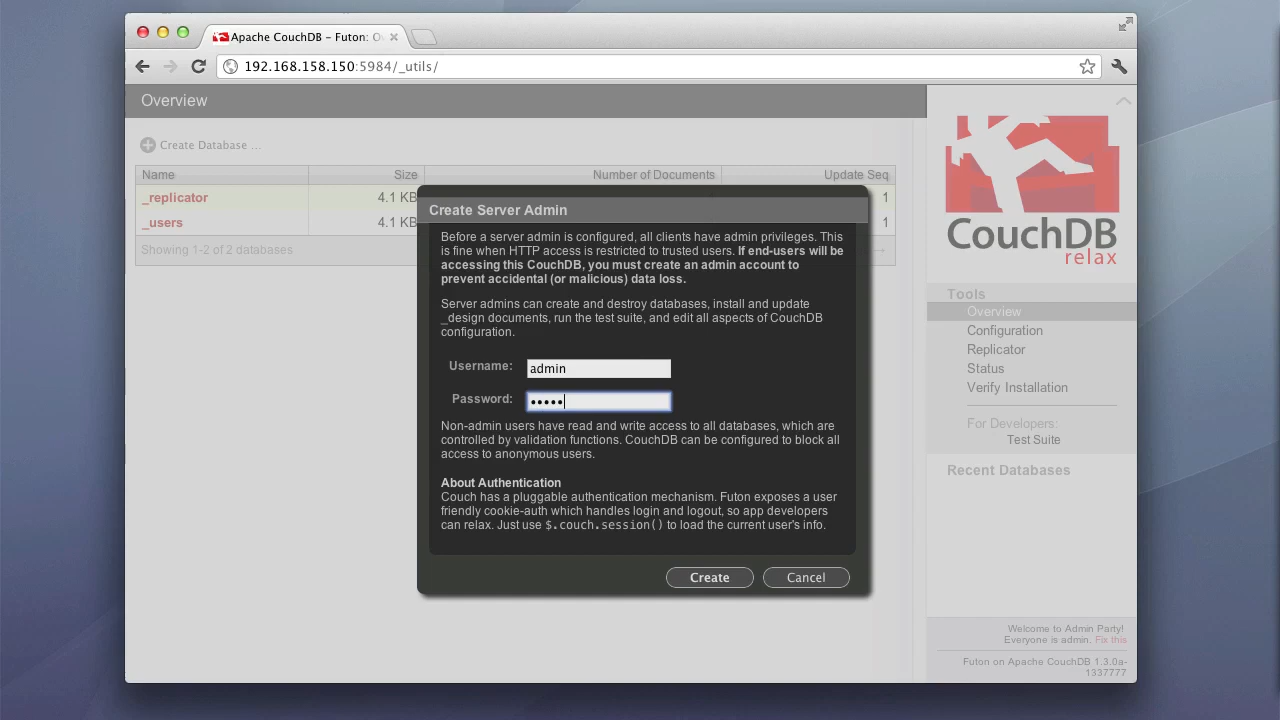 Apache CouchDB – Futon: Ov
192.168.158.150:5984/_utils/
Overview
Create Database ...
Name Size Number of Documents Update Seq
_replicator 4.1 KB 1
_users 4.1 KB 1
Showing 1-2 of 2 databases
Create Server Admin
Before a server admin is configured, all clients have admin privileges. This
is fine when HTTP access is restricted to trusted users. If end-users will be
accessing this CouchDB, you must create an admin account to
prevent accidental (or malicious) data loss.
Server admins can create and destroy databases, install and update
_design documents, run the test suite, and edit all aspects of CouchDB
configuration.
Username: admin
Password: •••••
Non-admin users have read and write access to all databases, which are
controlled by validation functions. CouchDB can be configured to block all
access to anonymous users.
About Authentication
Couch has a pluggable authentication mechanism. Futon exposes a user
friendly cookie-auth which handles login and logout, so app developers
can relax. Just use $.couch.session() to load the current user's info.
Create Cancel
CouchDB
relax
Tools
Overview
Configuration
Replicator
Status
Verify Installation
For Developers:
Test Suite
Recent Databases
Welcome to Admin Party!
Everyone is admin. Fix this
Futon on Apache CouchDB 1.3.0a-
1337777